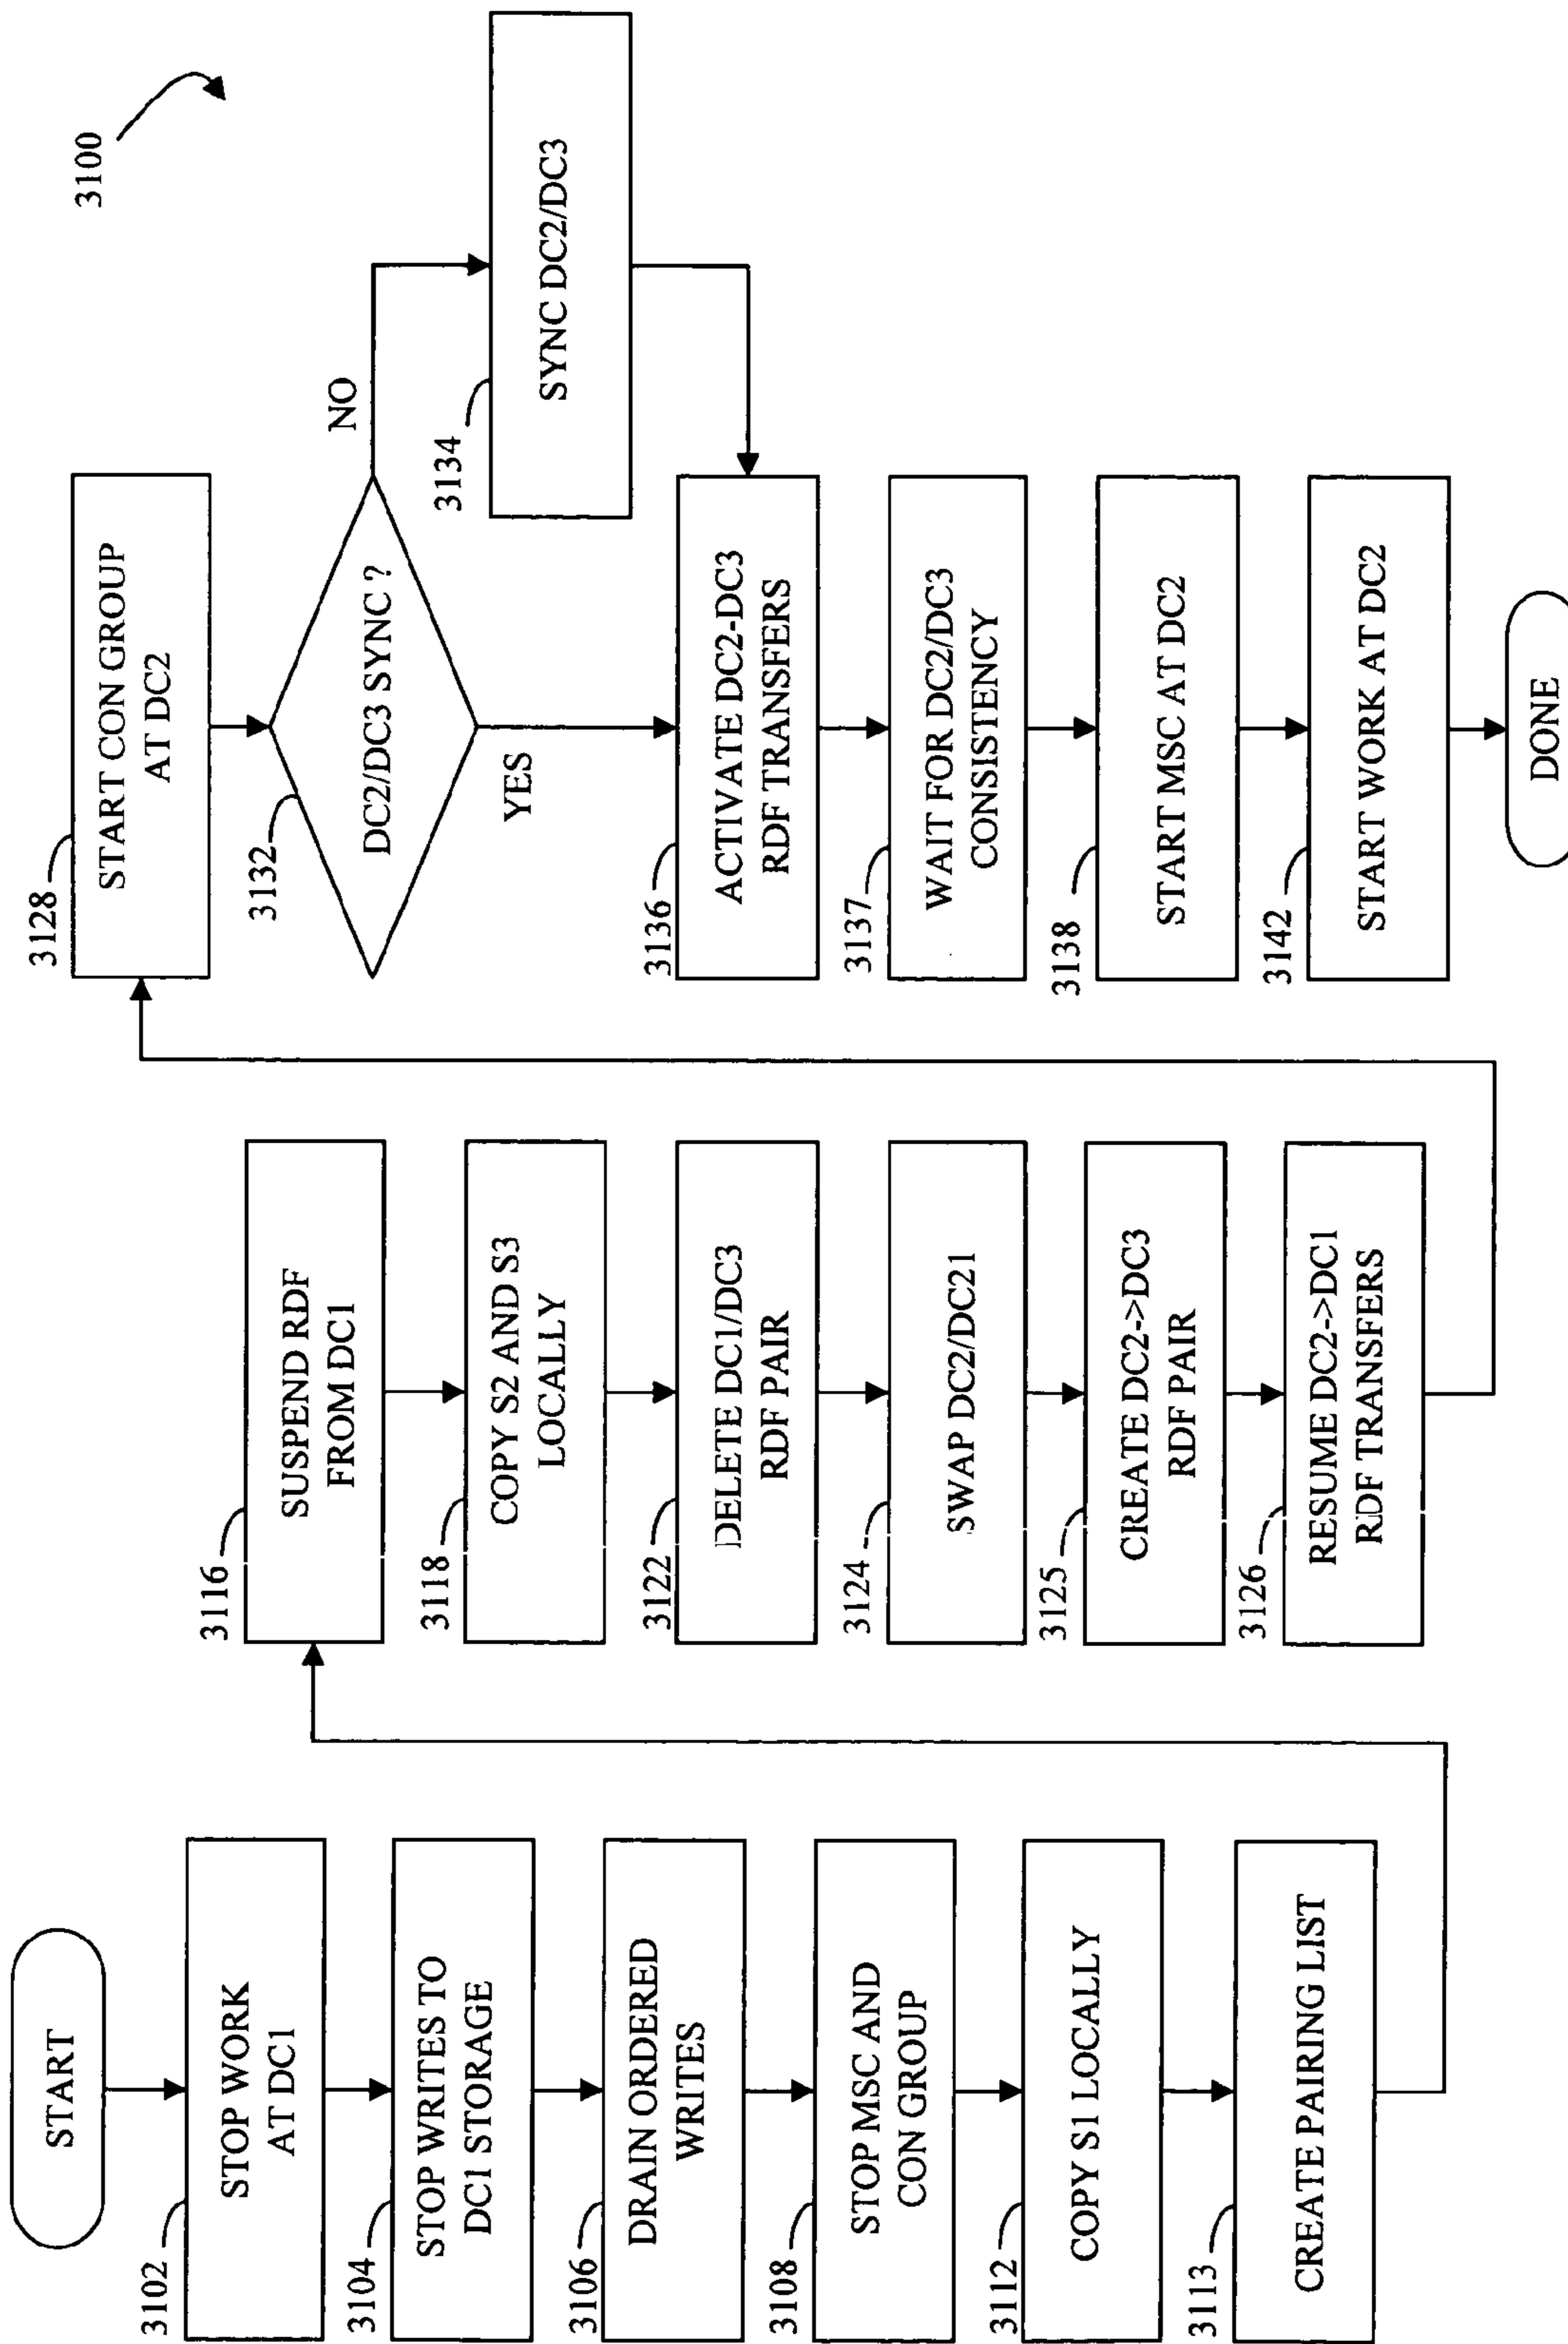 3100
START
3102
STOP WORK
AT DC1
3104
STOP WRITES TO
DC1 STORAGE
3106
DRAIN ORDERED
WRITES
3108
STOP MSC AND
CON GROUP
3112
COPY S1 LOCALLY
3113
CREATE PAIRING LIST
3116
SUSPEND RDF
FROM DC1
3118
COPY S2 AND S3
LOCALLY
3122
DELETE DC1/DC3
RDF PAIR
3124
SWAP DC2/DC21
3125
CREATE DC2->DC3
RDF PAIR
3126
RESUME DC2->DC1
RDF TRANSFERS
3128
START CON GROUP
AT DC2
3132
DC2/DC3 SYNC ?
NO
YES
3134
SYNC DC2/DC3
3136
ACTIVATE DC2-DC3
RDF TRANSFERS
3137
WAIT FOR DC2/DC3
CONSISTENCY
3138
START MSC AT DC2
3142
START WORK AT DC2
DONE